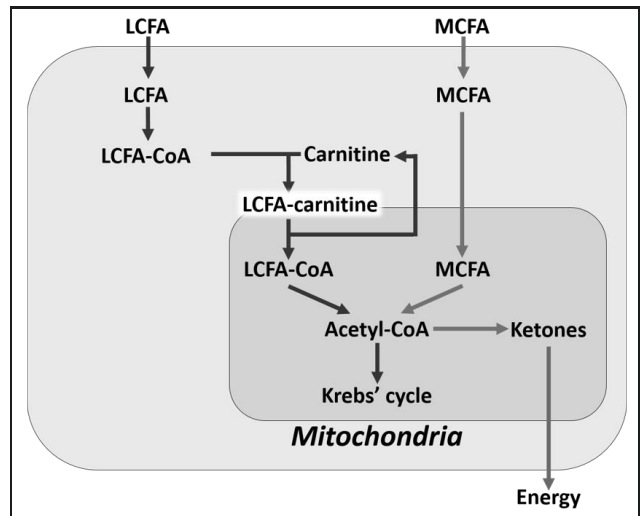 LCFA MCFA
LCFA MCFA
LCFA-CoA Carnitine
LCFA-carnitine
LCFA-CoA MCFA
Acetyl-CoA Ketones
Krebs’ cycle
Mitochondria
Energy